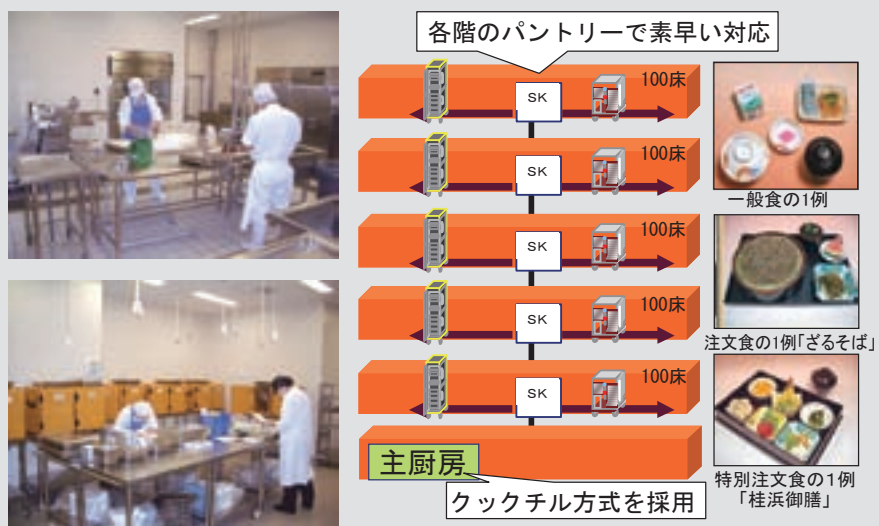 各階のパントリーで素早い対応
100床
SK
100床
SK
100床
SK
100床
SK
100床
SK
主厨房
クックチル方式を採用
一般食の1例
注文食の1例「ざるそば」
特別注文食の1例
「桂浜御膳」